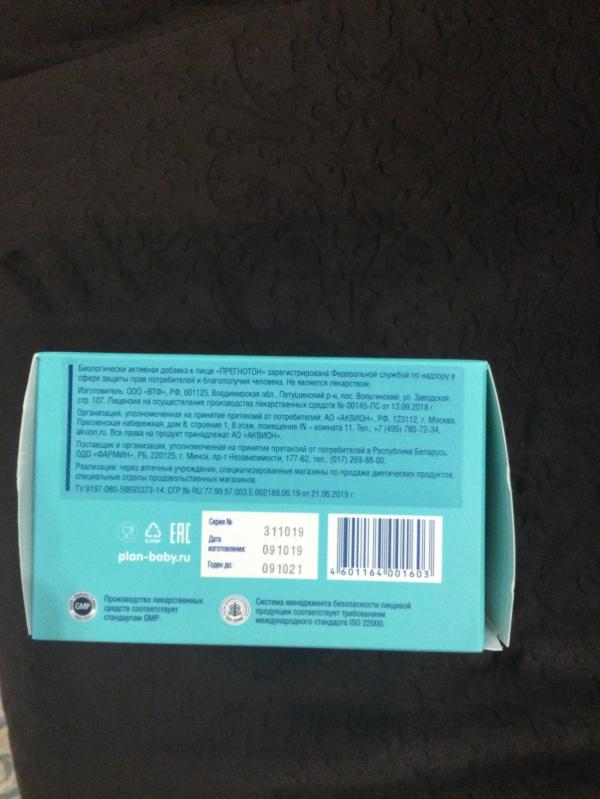 Биологически активная добавка к пище «ПРЕГНОТОН» зарегистрирована Федеральной службой по надзору в
сфере защиты прав потребителей и благополучия человека. Не является лекарством.
Изготовитель: ООО «ВТФ», РФ, 601125, Владимирская обл., Петушинский р-н, пос. Вольгинский, ул. Заводская,
стр. 107. Лицензия на осуществление производства лекарственных средств № 00145-ЛС от 13.09.2018 г.
Организация, уполномоченная на принятие претензий от потребителей: АО «АКВИОН», РФ, 123112, г. Москва,
Пресненская набережная, дом 8, строение 1, 8 этаж, помещение IN – комната 11. Тел.: +7 (495) 780-72-34,
akvion.ru. Все права на продукт принадлежат АО «АКВИОН».
Поставщик и организация, уполномоченная на принятие претензий от потребителей в Республике Беларусь:
ОДО «ФАРМИН», РБ, 220125, г. Минск, пр-т Независимости, 177-62, тел.: (017) 269-88-00.
Реализация: через аптечные учреждения, специализированные магазины по продаже диетических продуктов,
специальные отделы продовольственных магазинов.
ТУ 9197-080-58693373-14. СГР № RU.77.99.57.003.Е.002189.06.19 от 21.06.2019 г.
EAC
plan-baby.ru
Серия № 311019
Дата
изготовления: 091019
Годен до: 091021
4 601164 001603
GMP
Производство лекарственных
средств соответствует
стандартам GMP.
Система менеджмента безопасности пищевой
продукции соответствует требованиям
международного стандарта ISO 22000.